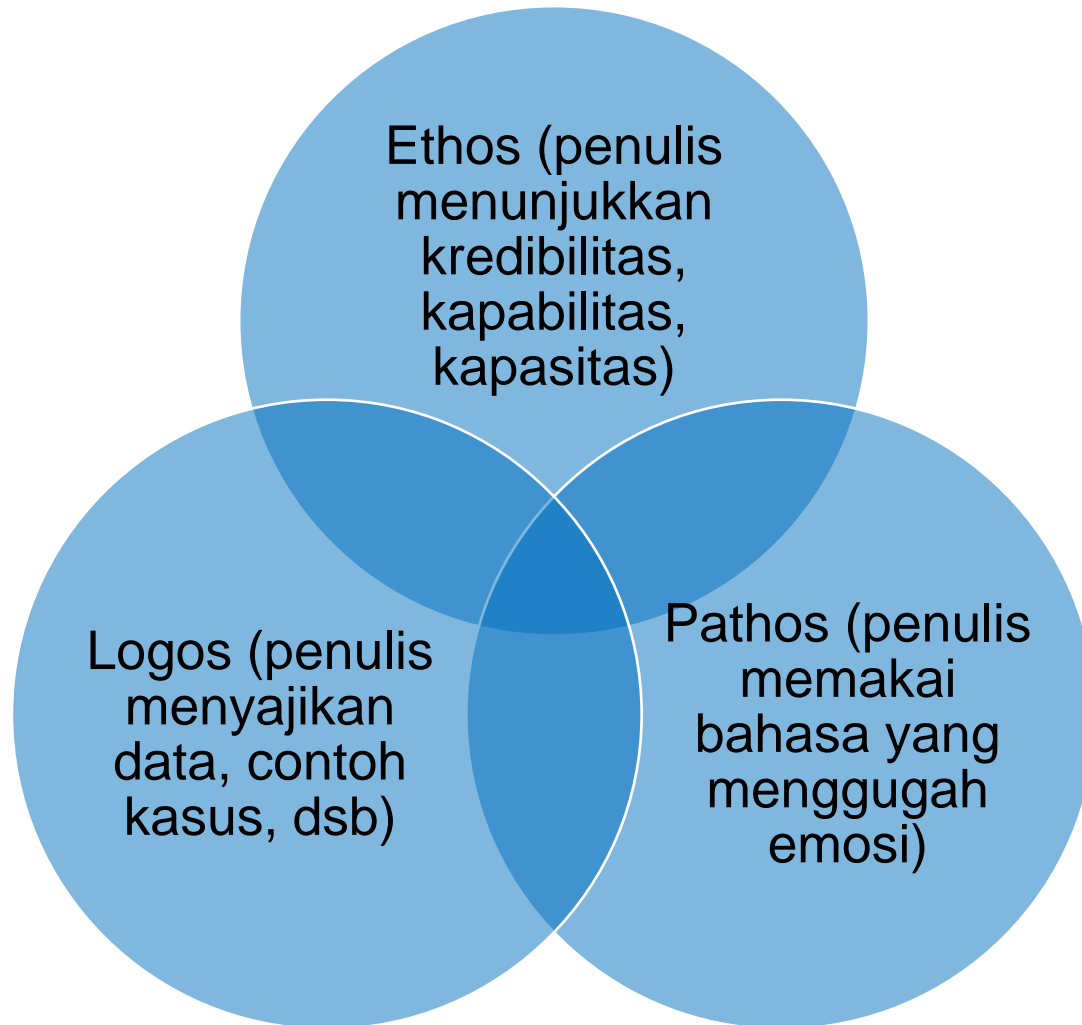 Ethos (penulis
menunjukkan
kredibilitas,
kapabilitas,
kapasitas)
Logos (penulis
menyajikan
data, contoh
kasus, dsb)
Pathos (penulis
memakai
bahasa yang
menggugah
emosi)